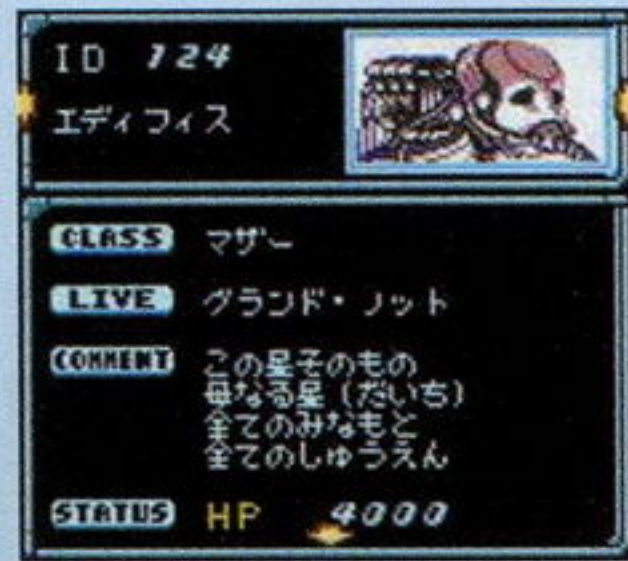 ID 124
エディフィス
CLASS マザー
LIVE グランド・ノット
COMMENT この星そのもの
母なる星(だいち)
全てのみなもと
全てのしゅうえん
STATUS HP 4000